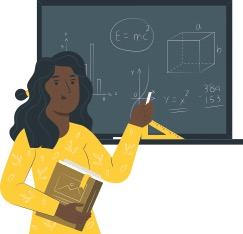 E = mc²
a
b
y
x
y = x²
- 384
153